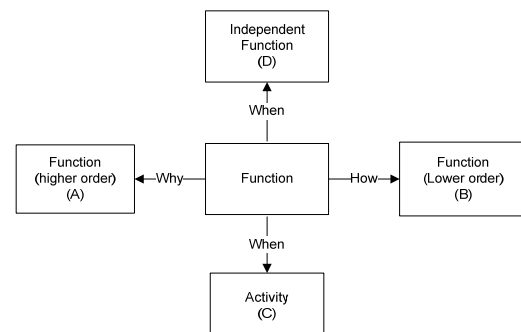 Independent
Function
(D)
When
Function
(higher order)
(A)
Why
Function
How
Function
(Lower order)
(B)
When
Activity
(C)